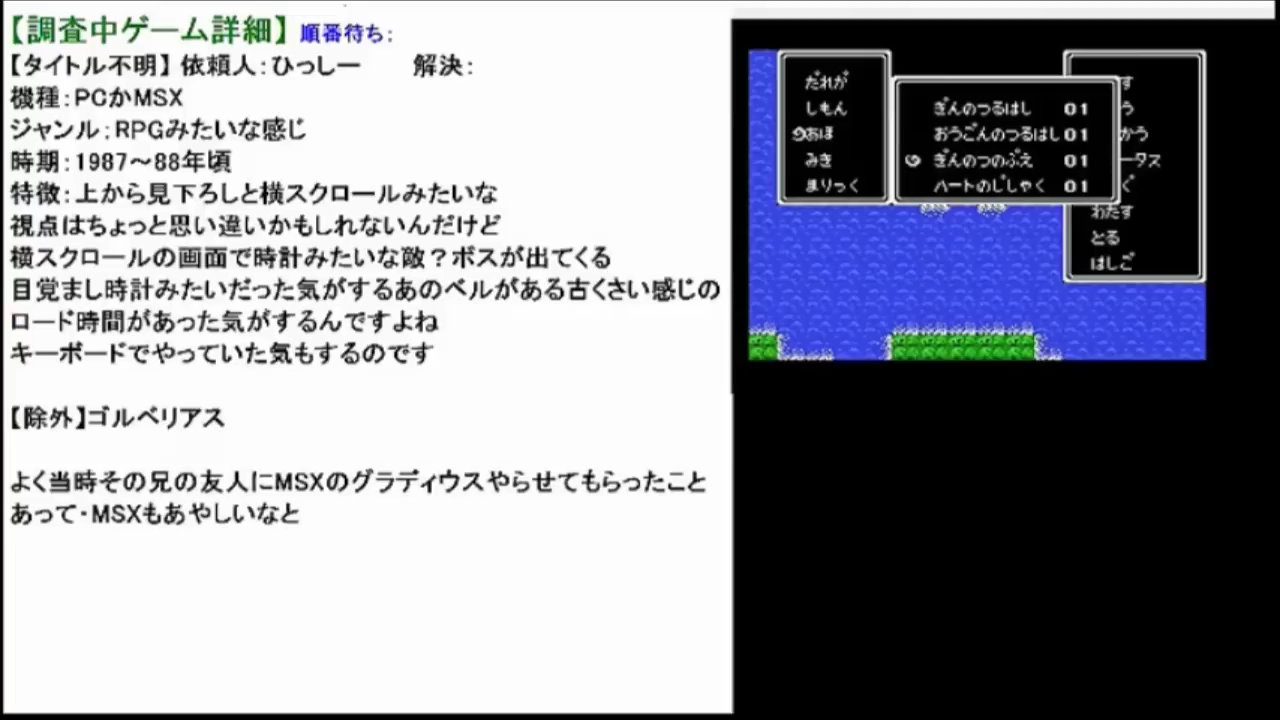 【調査中ゲーム詳細】 順番待ち:
【タイトル不明】 依頼人:ひっしー 解決:
機種:PCかMSX
ジャンル:RPGみたいな感じ
時期:1987~88年頃
特徴:上から見下ろしと横スクロールみたいな
視点はちょっと思い違いかもしれないんだけど
横スクロールの画面で時計みたいな敵?ボスが出てくる
目覚まし時計みたいだった気がするあのベルがある古くさい感じの
ロード時間があった気がするんですよね
キーボードでやっていた気もするのです
【除外】ゴルベリアス
よく当時その兄の友人にMSXのグラディウスやらせてもらったこと
あって・MSXもあやしいなと
だれが
しもん
あほ
みき
まりっく
ぎんのつるはし 01
おうごんのつるはし 01
ぎんのつのぶえ 01
ハートのじしゃく 01
す
う
かう
ータス
ぐ
わたす
とる
はしご